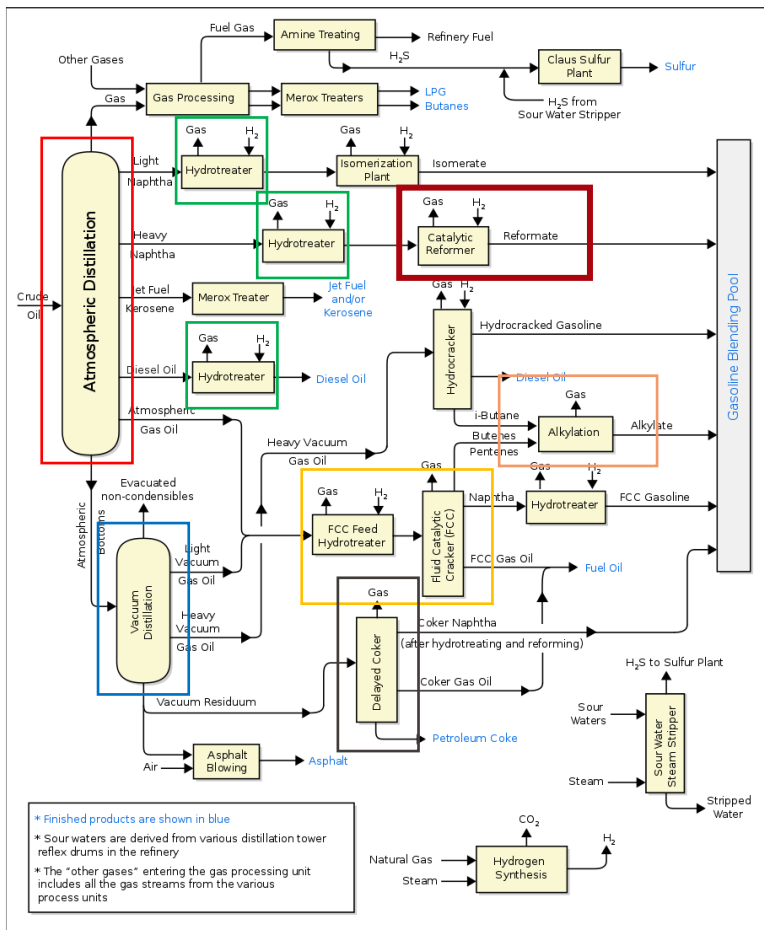 Fuel Gas
Amine Treating
Refinery Fuel
Other Gases
H₂S
Claus Sulfur
Plant
Sulfur
Gas
Gas Processing
Merox Treaters
LPG
Butanes
H₂S from
Sour Water Stripper
Gas
H₂
Gas
H₂
Light
Naphtha
Hydrotreater
Isomerization
Plant
Isomerate
Gas
H₂
Gas
H₂
Heavy
Naphtha
Hydrotreater
Catalytic
Reformer
Reformate
Crude
Oil
Atmospheric Distillation
Jet Fuel
Kerosene
Merox Treater
Jet Fuel
and/or
Kerosene
Gas
H₂
Hydrocracker
Hydrocracked Gasoline
Diesel Oil
Gasoline Blending Pool
Gas
H₂
Diesel Oil
Hydrotreater
Diesel Oil
Atmospheric
Gas Oil
i-Butane
Butenes
Pentenes
Gas
Alkylation
Alkylate
Heavy Vacuum
Gas Oil
Evacuated
non-condensibles
Atmospheric
Bottoms
Gas
H₂
FCC Feed
Hydrotreater
Gas
Fluid Catalytic
Cracker (FCC)
Naphtha
Gas
H₂
Hydrotreater
FCC Gasoline
FCC Gas Oil
Fuel Oil
Vacuum
Distillation
Light
Vacuum
Gas Oil
Heavy
Vacuum
Gas Oil
Gas
Delayed Coker
Coker Naphtha
(after hydrotreating and reforming)
Coker Gas Oil
Vacuum Residuum
Petroleum Coke
Air
Asphalt
Blowing
Asphalt
H₂S to Sulfur Plant
Sour
Waters
Sour Water
Steam Stripper
Steam
Stripped
Water
* Finished products are shown in blue
* Sour waters are derived from various distillation tower
reflex drums in the refinery
* The "other gases" entering the gas processing unit
includes all the gas streams from the various
process units
CO₂
H₂
Natural Gas
Steam
Hydrogen
Synthesis